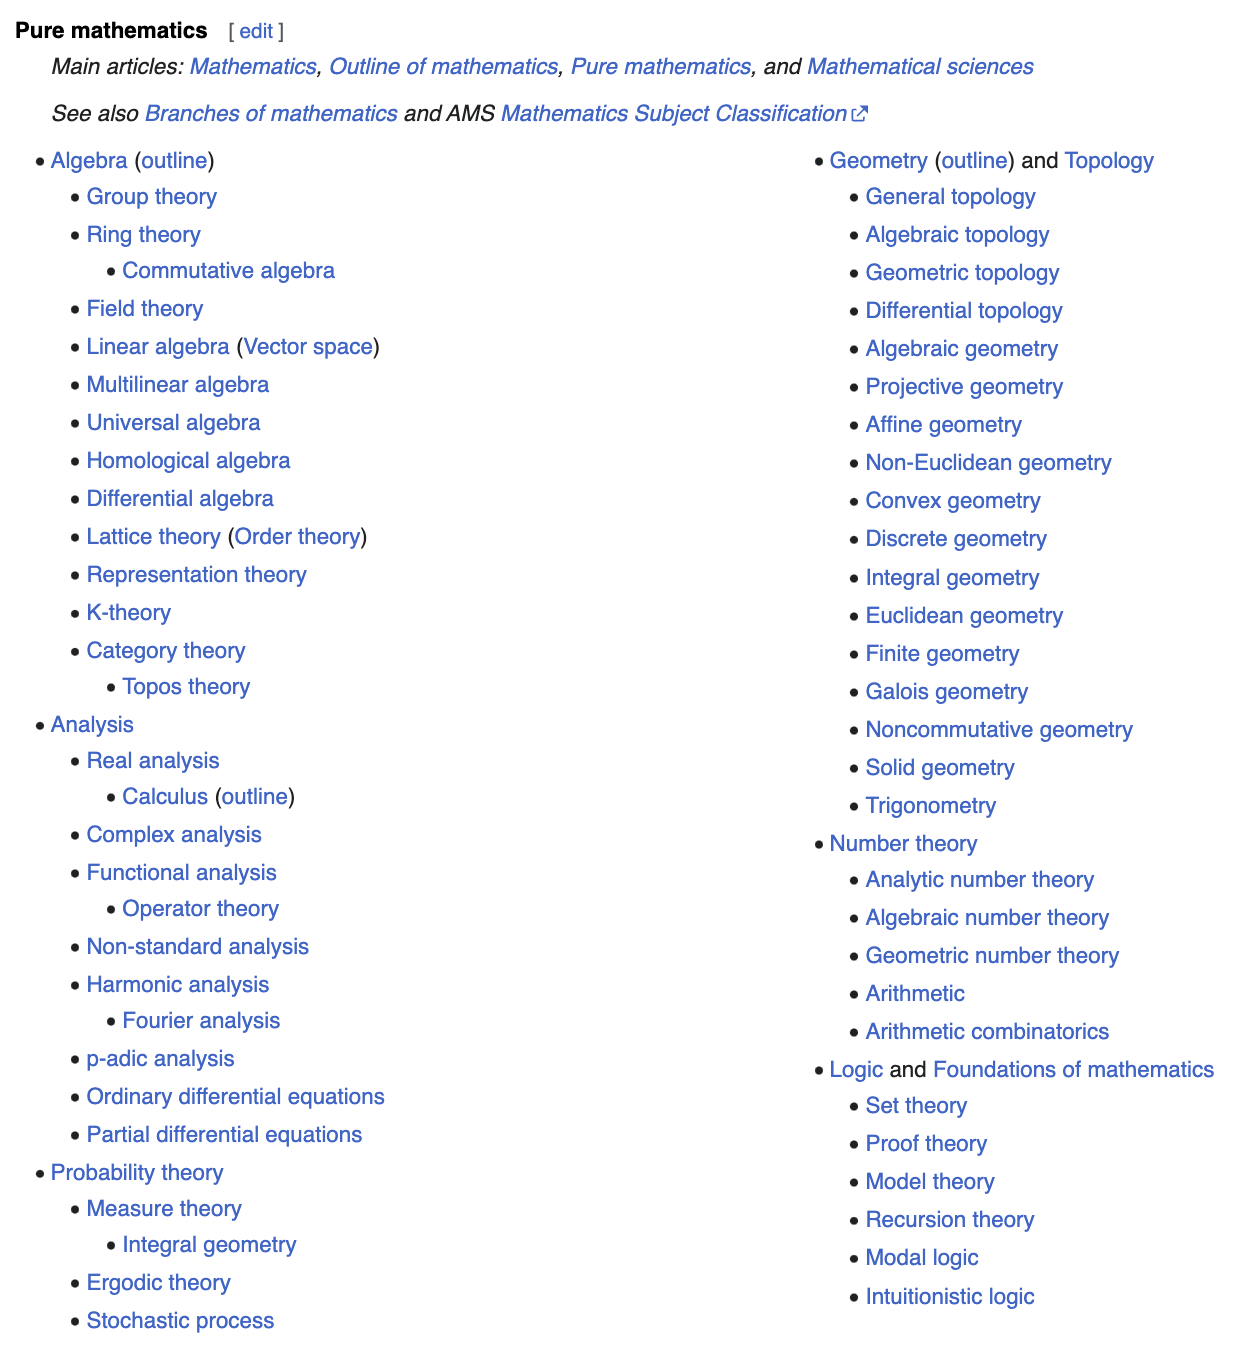 Pure mathematics [ edit ]
Main articles: Mathematics, Outline of mathematics, Pure mathematics, and Mathematical sciences
See also Branches of mathematics and AMS Mathematics Subject Classification
• Algebra (outline)
• Group theory
• Ring theory
• Commutative algebra
• Field theory
• Linear algebra (Vector space)
• Multilinear algebra
• Universal algebra
• Homological algebra
• Differential algebra
• Lattice theory (Order theory)
• Representation theory
• K-theory
• Category theory
• Topos theory
• Analysis
• Real analysis
• Calculus (outline)
• Complex analysis
• Functional analysis
• Operator theory
• Non-standard analysis
• Harmonic analysis
• Fourier analysis
• p-adic analysis
• Ordinary differential equations
• Partial differential equations
• Probability theory
• Measure theory
• Integral geometry
• Ergodic theory
• Stochastic process
• Geometry (outline) and Topology
• General topology
• Algebraic topology
• Geometric topology
• Differential topology
• Algebraic geometry
• Projective geometry
• Affine geometry
• Non-Euclidean geometry
• Convex geometry
• Discrete geometry
• Integral geometry
• Euclidean geometry
• Finite geometry
• Galois geometry
• Noncommutative geometry
• Solid geometry
• Trigonometry
• Number theory
• Analytic number theory
• Algebraic number theory
• Geometric number theory
• Arithmetic
• Arithmetic combinatorics
• Logic and Foundations of mathematics
• Set theory
• Proof theory
• Model theory
• Recursion theory
• Modal logic
• Intuitionistic logic